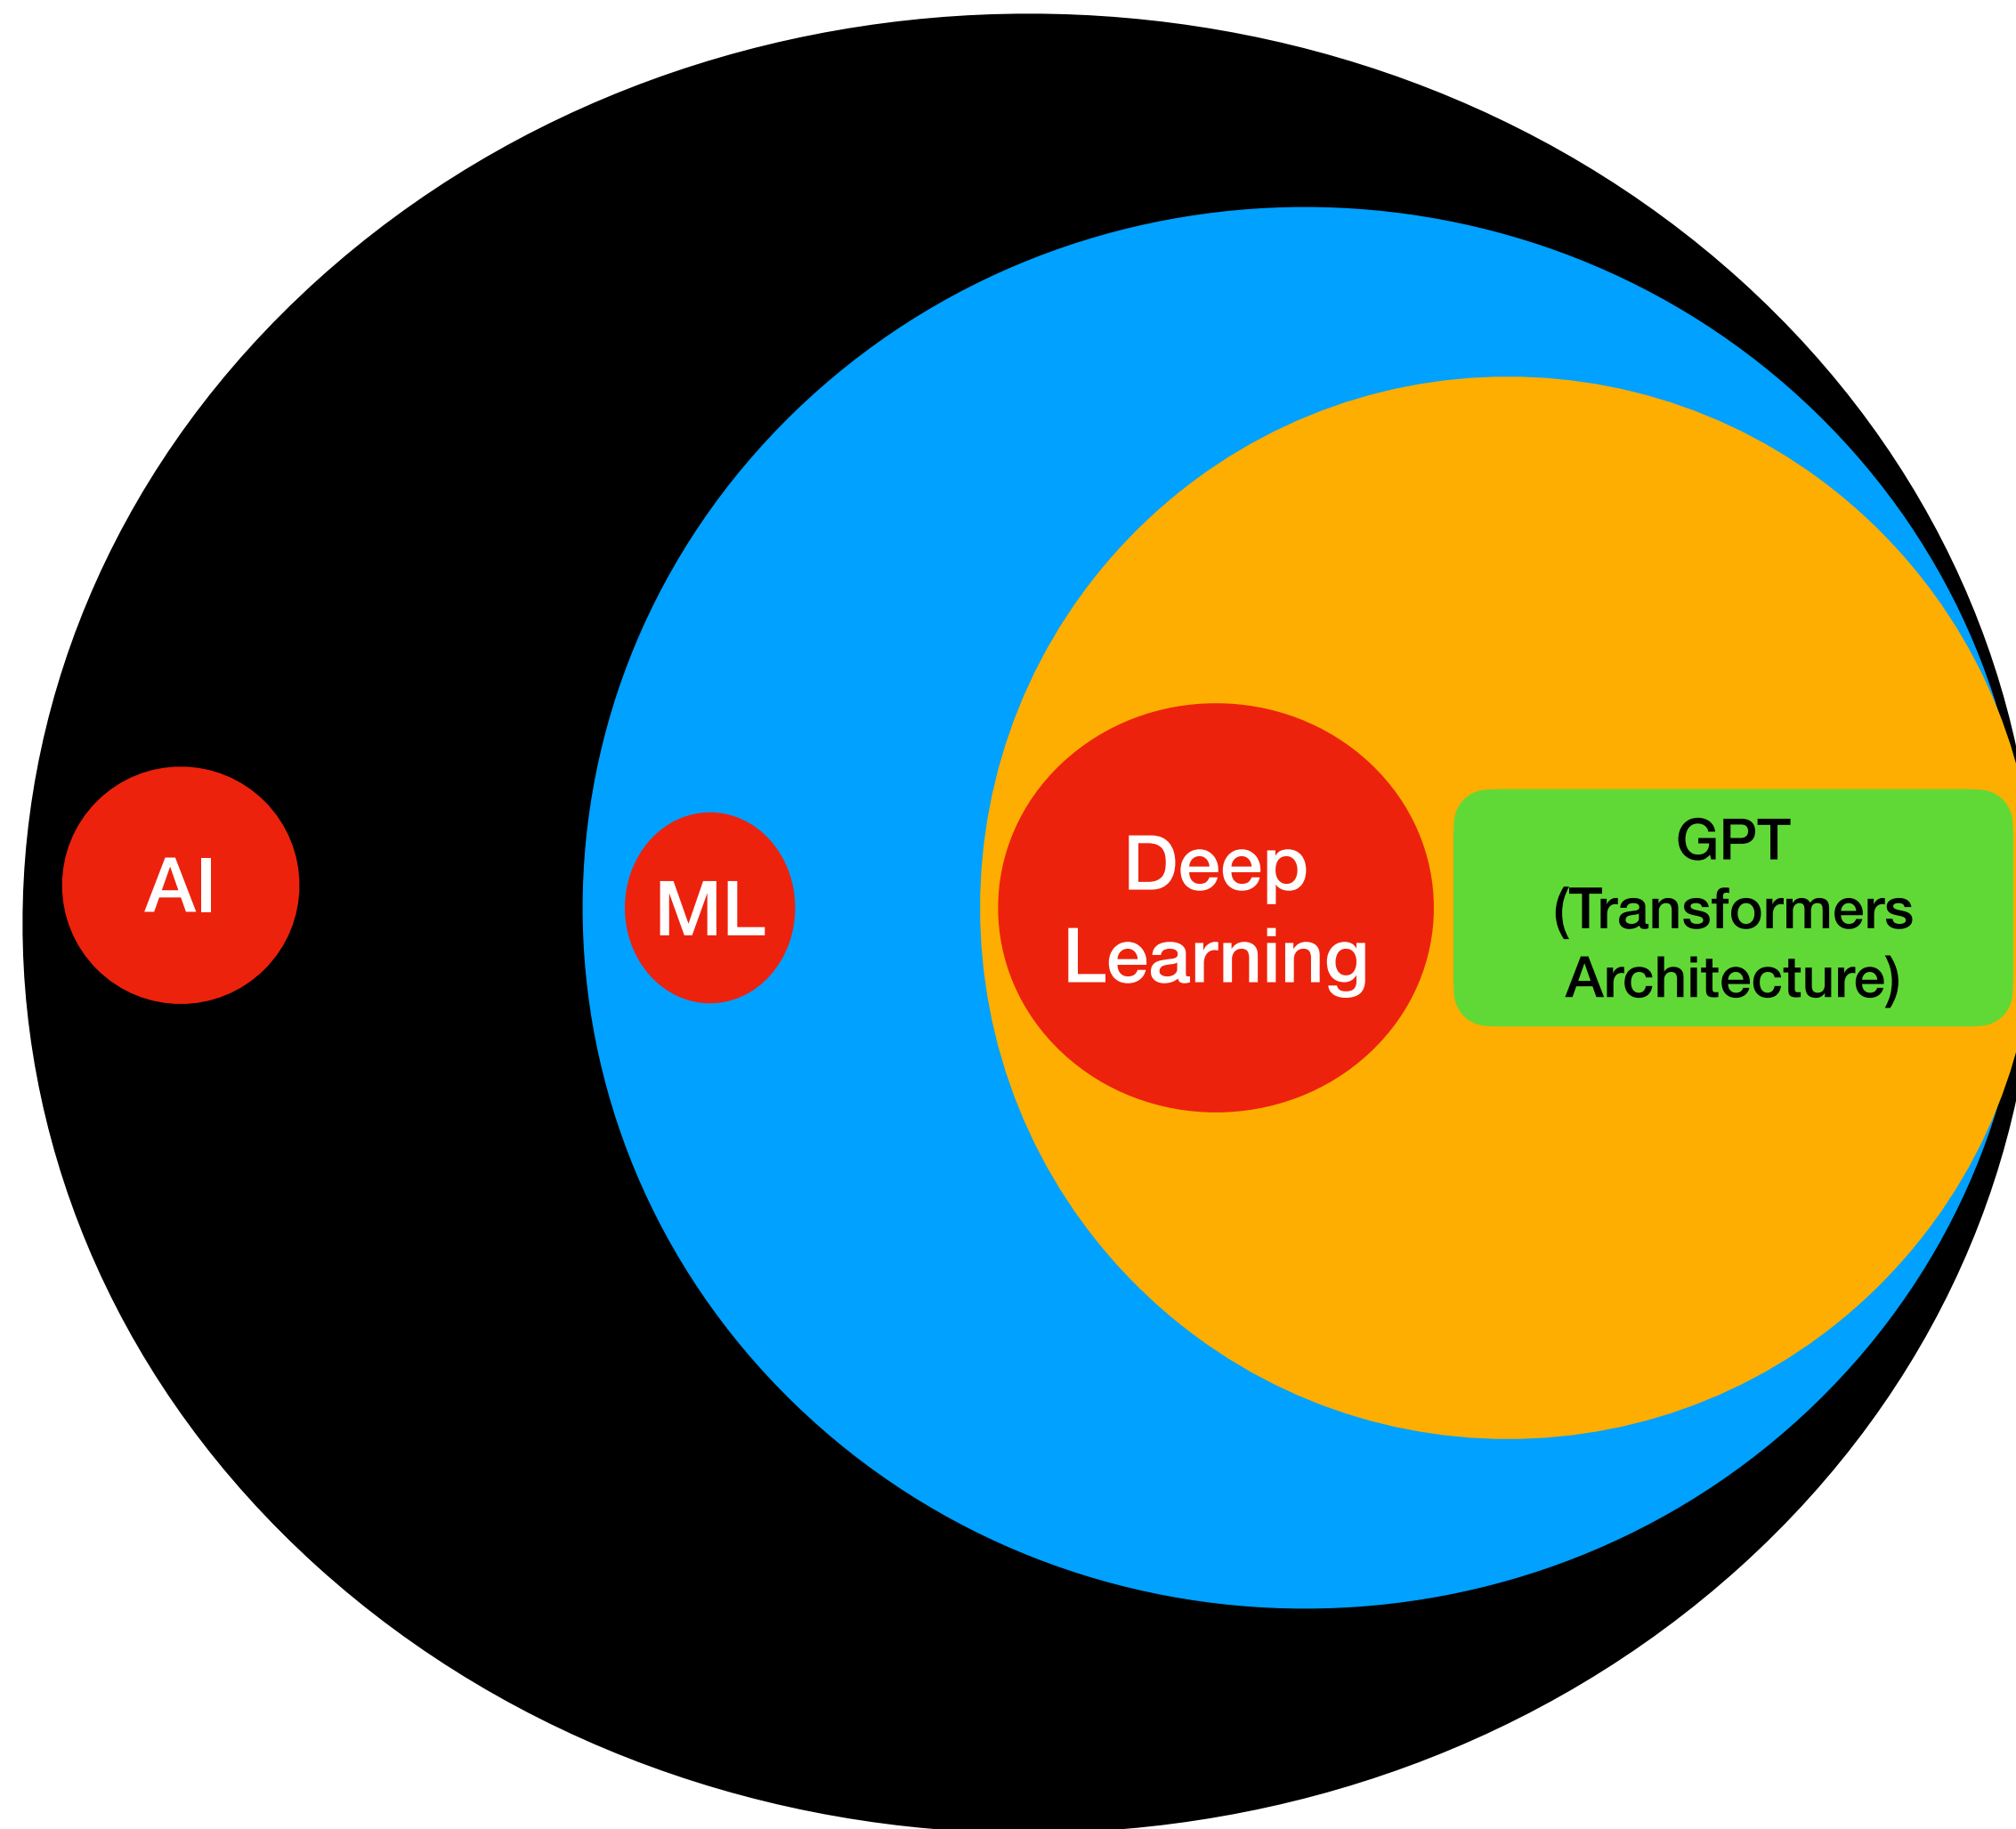 AI
ML
Deep
Learning
GPT
(Transformers
Architecture)